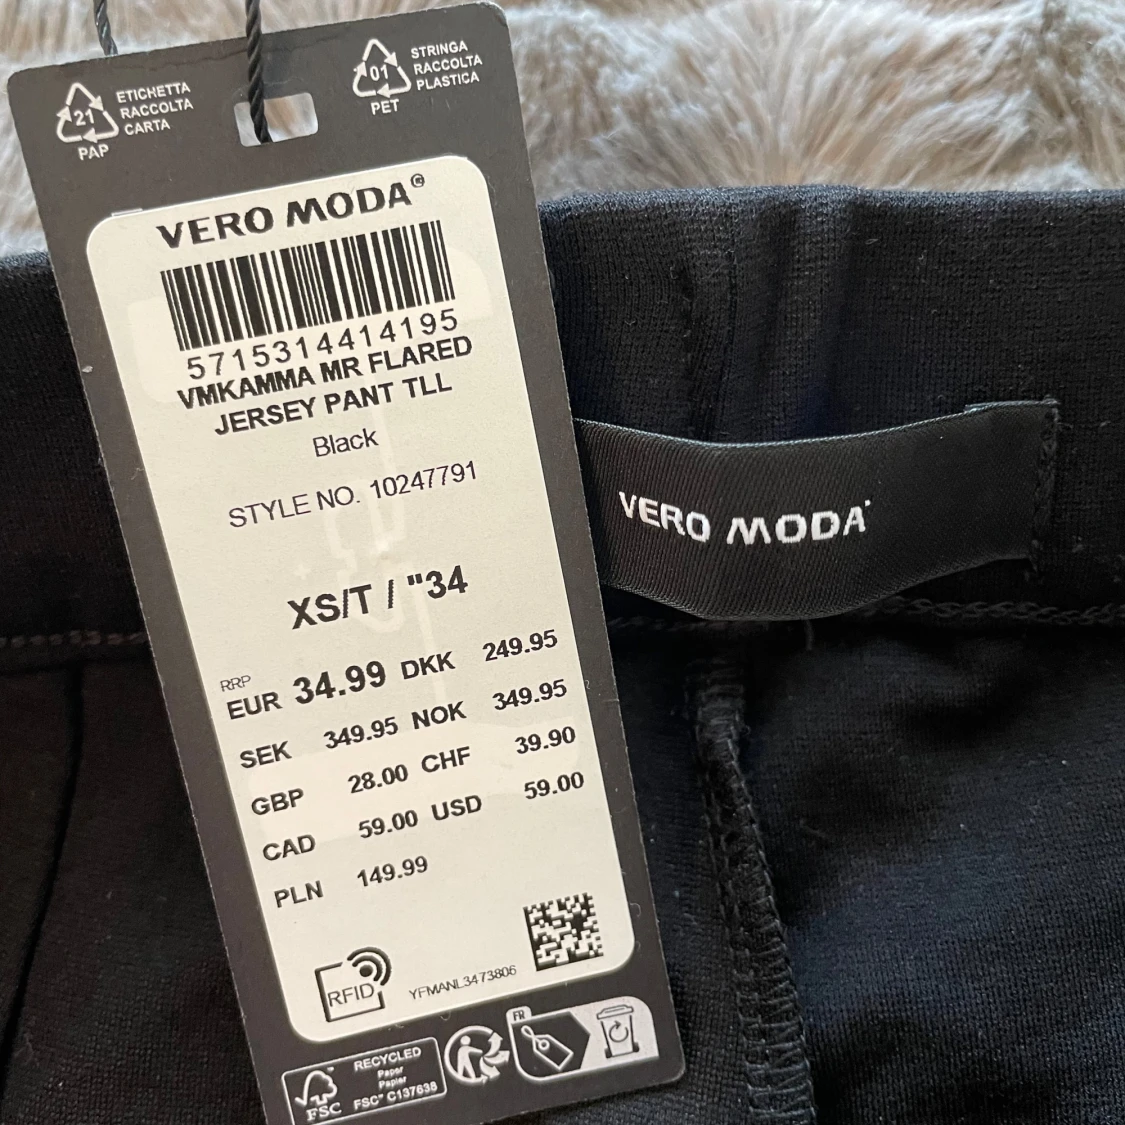 21
PAP
ETICHETTA
RACCOLTA
CARTA
01
PET
STRINGA
RACCOLTA
PLASTICA
VERO MODA®
5715314414195
VMKAMMA MR FLARED
JERSEY PANT TLL
Black
STYLE NO. 10247791
XS/T / "34
RRP
EUR 34.99 DKK 249.95
SEK 349.95 NOK 349.95
GBP 28.00 CHF 39.90
CAD 59.00 USD 59.00
PLN 149.99
RFID
YFMANL3473806
FSC
RECYCLED
Paper
Papier
FSC® C137638
FR
VERO MODA